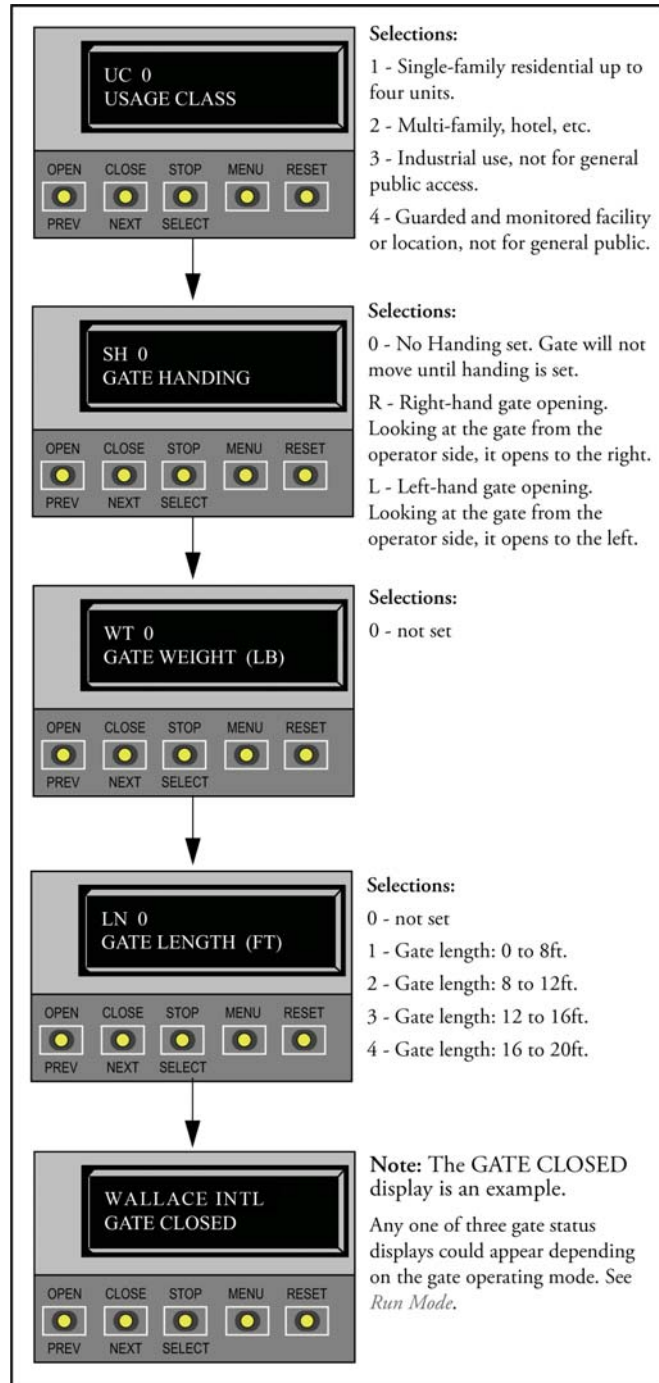 UC 0
USAGE CLASS
OPEN CLOSE STOP MENU RESET
PREV NEXT SELECT
Selections:
1 - Single-family residential up to
four units.
2 - Multi-family, hotel, etc.
3 - Industrial use, not for general
public access.
4 - Guarded and monitored facility
or location, not for general public.
SH 0
GATE HANDING
OPEN CLOSE STOP MENU RESET
PREV NEXT SELECT
Selections:
0 - No Handing set. Gate will not
move until handing is set.
R - Right-hand gate opening.
Looking at the gate from the
operator side, it opens to the right.
L - Left-hand gate opening.
Looking at the gate from the
operator side, it opens to the left.
WT 0
GATE WEIGHT (LB)
OPEN CLOSE STOP MENU RESET
PREV NEXT SELECT
Selections:
0 - not set
LN 0
GATE LENGTH (FT)
OPEN CLOSE STOP MENU RESET
PREV NEXT SELECT
Selections:
0 - not set
1 - Gate length: 0 to 8ft.
2 - Gate length: 8 to 12ft.
3 - Gate length: 12 to 16ft.
4 - Gate length: 16 to 20ft.
WALLACE INTL
GATE CLOSED
OPEN CLOSE STOP MENU RESET
PREV NEXT SELECT
Note: The GATE CLOSED
display is an example.
Any one of three gate status
displays could appear depending
on the gate operating mode. See
Run Mode.